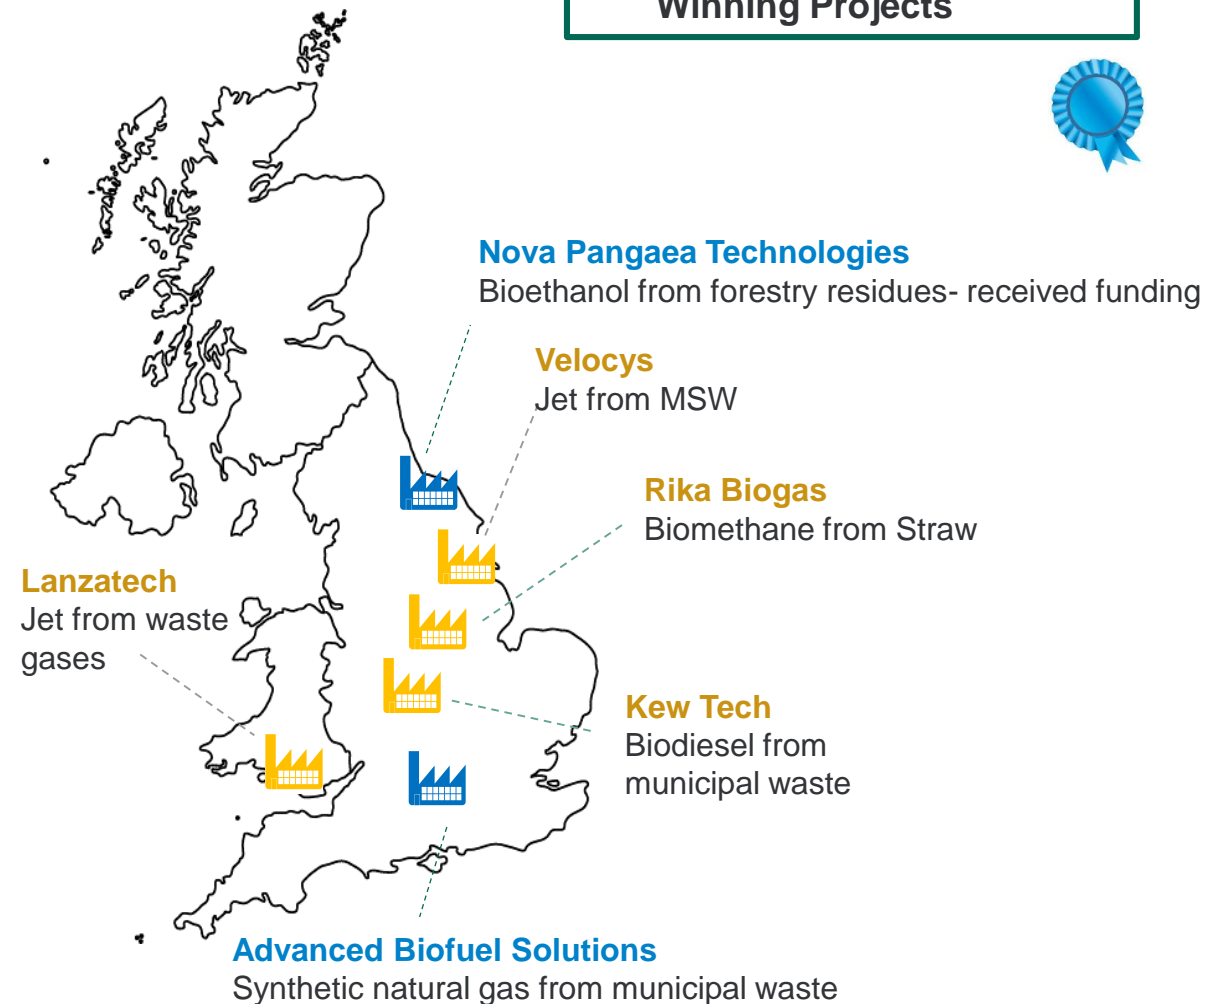 Winning Projects
Nova Pangaea Technologies
Bioethanol from forestry residues- received funding
Velocys
Jet from MSW
Rika Biogas
Biomethane from Straw
Lanzatech
Jet from waste
gases
Kew Tech
Biodiesel from
municipal waste
Advanced Biofuel Solutions
Synthetic natural gas from municipal waste